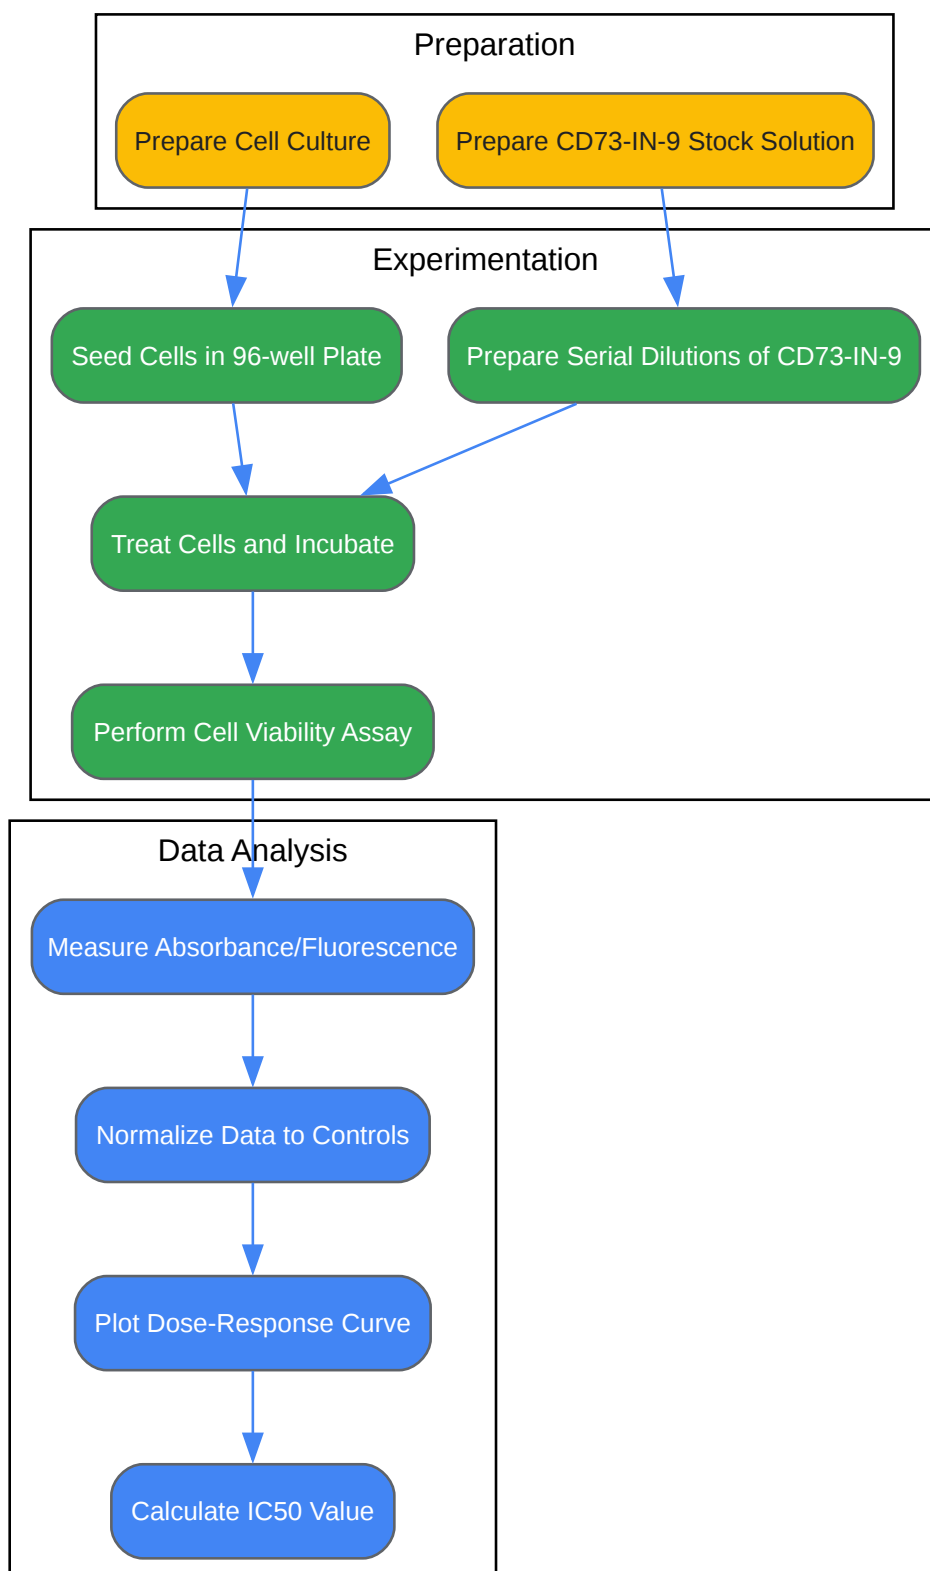 Preparation
Prepare Cell Culture
Prepare CD73-IN-9 Stock Solution
Experimentation
Seed Cells in 96-well Plate
Prepare Serial Dilutions of CD73-IN-9
Treat Cells and Incubate
Perform Cell Viability Assay
Data Analysis
Measure Absorbance/Fluorescence
Normalize Data to Controls
Plot Dose-Response Curve
Calculate IC50 Value